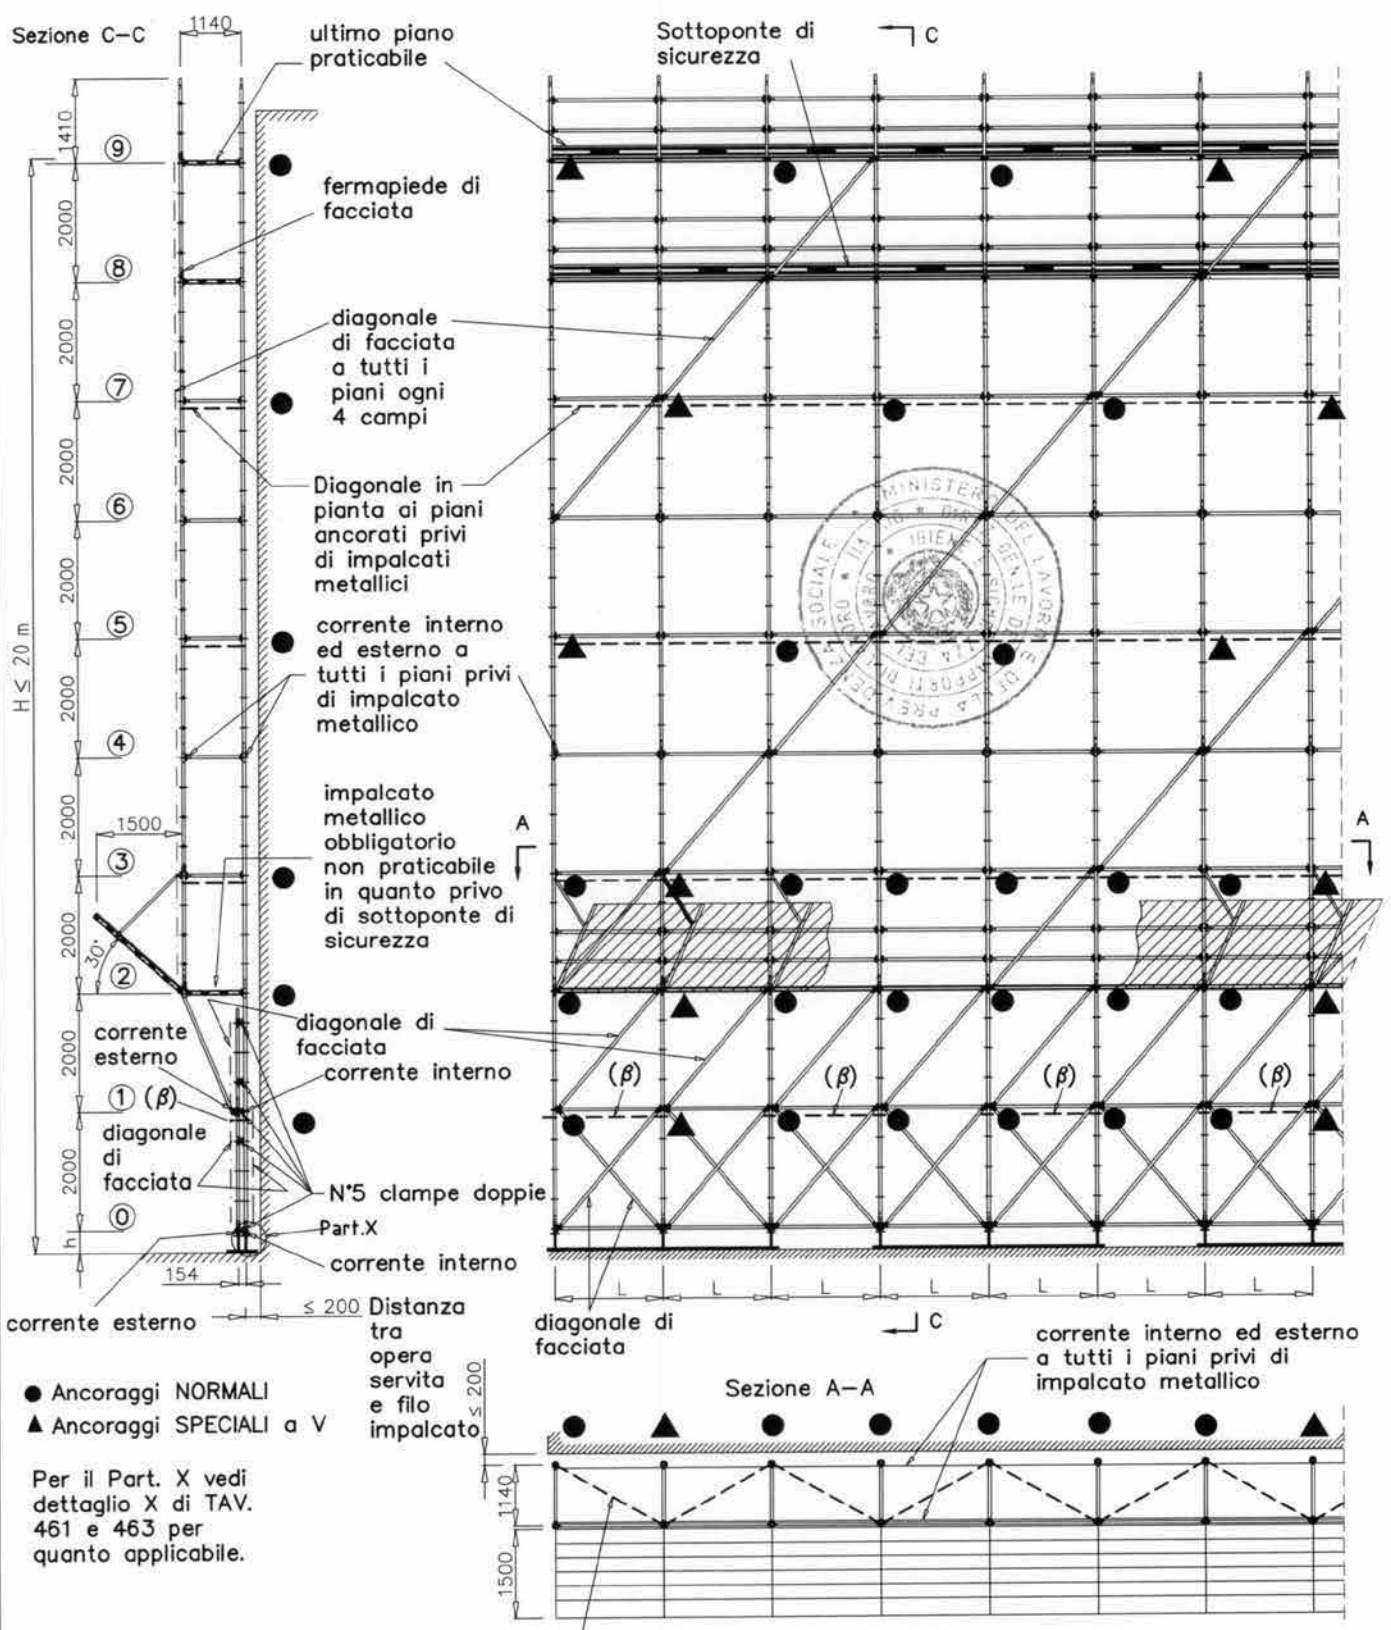 Sezione C-C
1140
ultimo piano
praticabile
Sottoponte di
sicurezza
C
1410
9
fermapiede di
facciata
2000
8
2000
diagonale
di facciata
a tutti i
piani ogni
4 campi
7
2000
Diagonale in
pianta ai piani
ancorati privi
di impalcati
metallici
6
2000
corrente interno
ed esterno a
tutti i piani privi
di impalcato
metallico
5
H ≤ 20 m
2000
4
impalcato
metallico
obbligatorio
non praticabile
in quanto privo
di sottoponte di
sicurezza
2000
1500
A
A
3
2000
30°
2
corrente
esterno
diagonale di
facciata
2000
corrente interno
(β)
(β)
(β)
(β)
1 (β)
diagonale
di
facciata
2000
N°5 clampe doppie
0
Part.X
h
corrente interno
154
L
L
L
L
L
L
L
corrente esterno
≤ 200
Distanza
tra
opera
servita
e filo
impalcato
diagonale di
facciata
C
corrente interno ed esterno
a tutti i piani privi di
impalcato metallico
≤ 200
Sezione A-A
Ancoraggi NORMALI
Ancoraggi SPECIALI a V
Per il Part. X vedi
dettaglio X di TAV.
461 e 463 per
quanto applicabile.
1140
1500
MINISTERO DEL LAVORO E DELLA PREVIDENZA SOCIALE